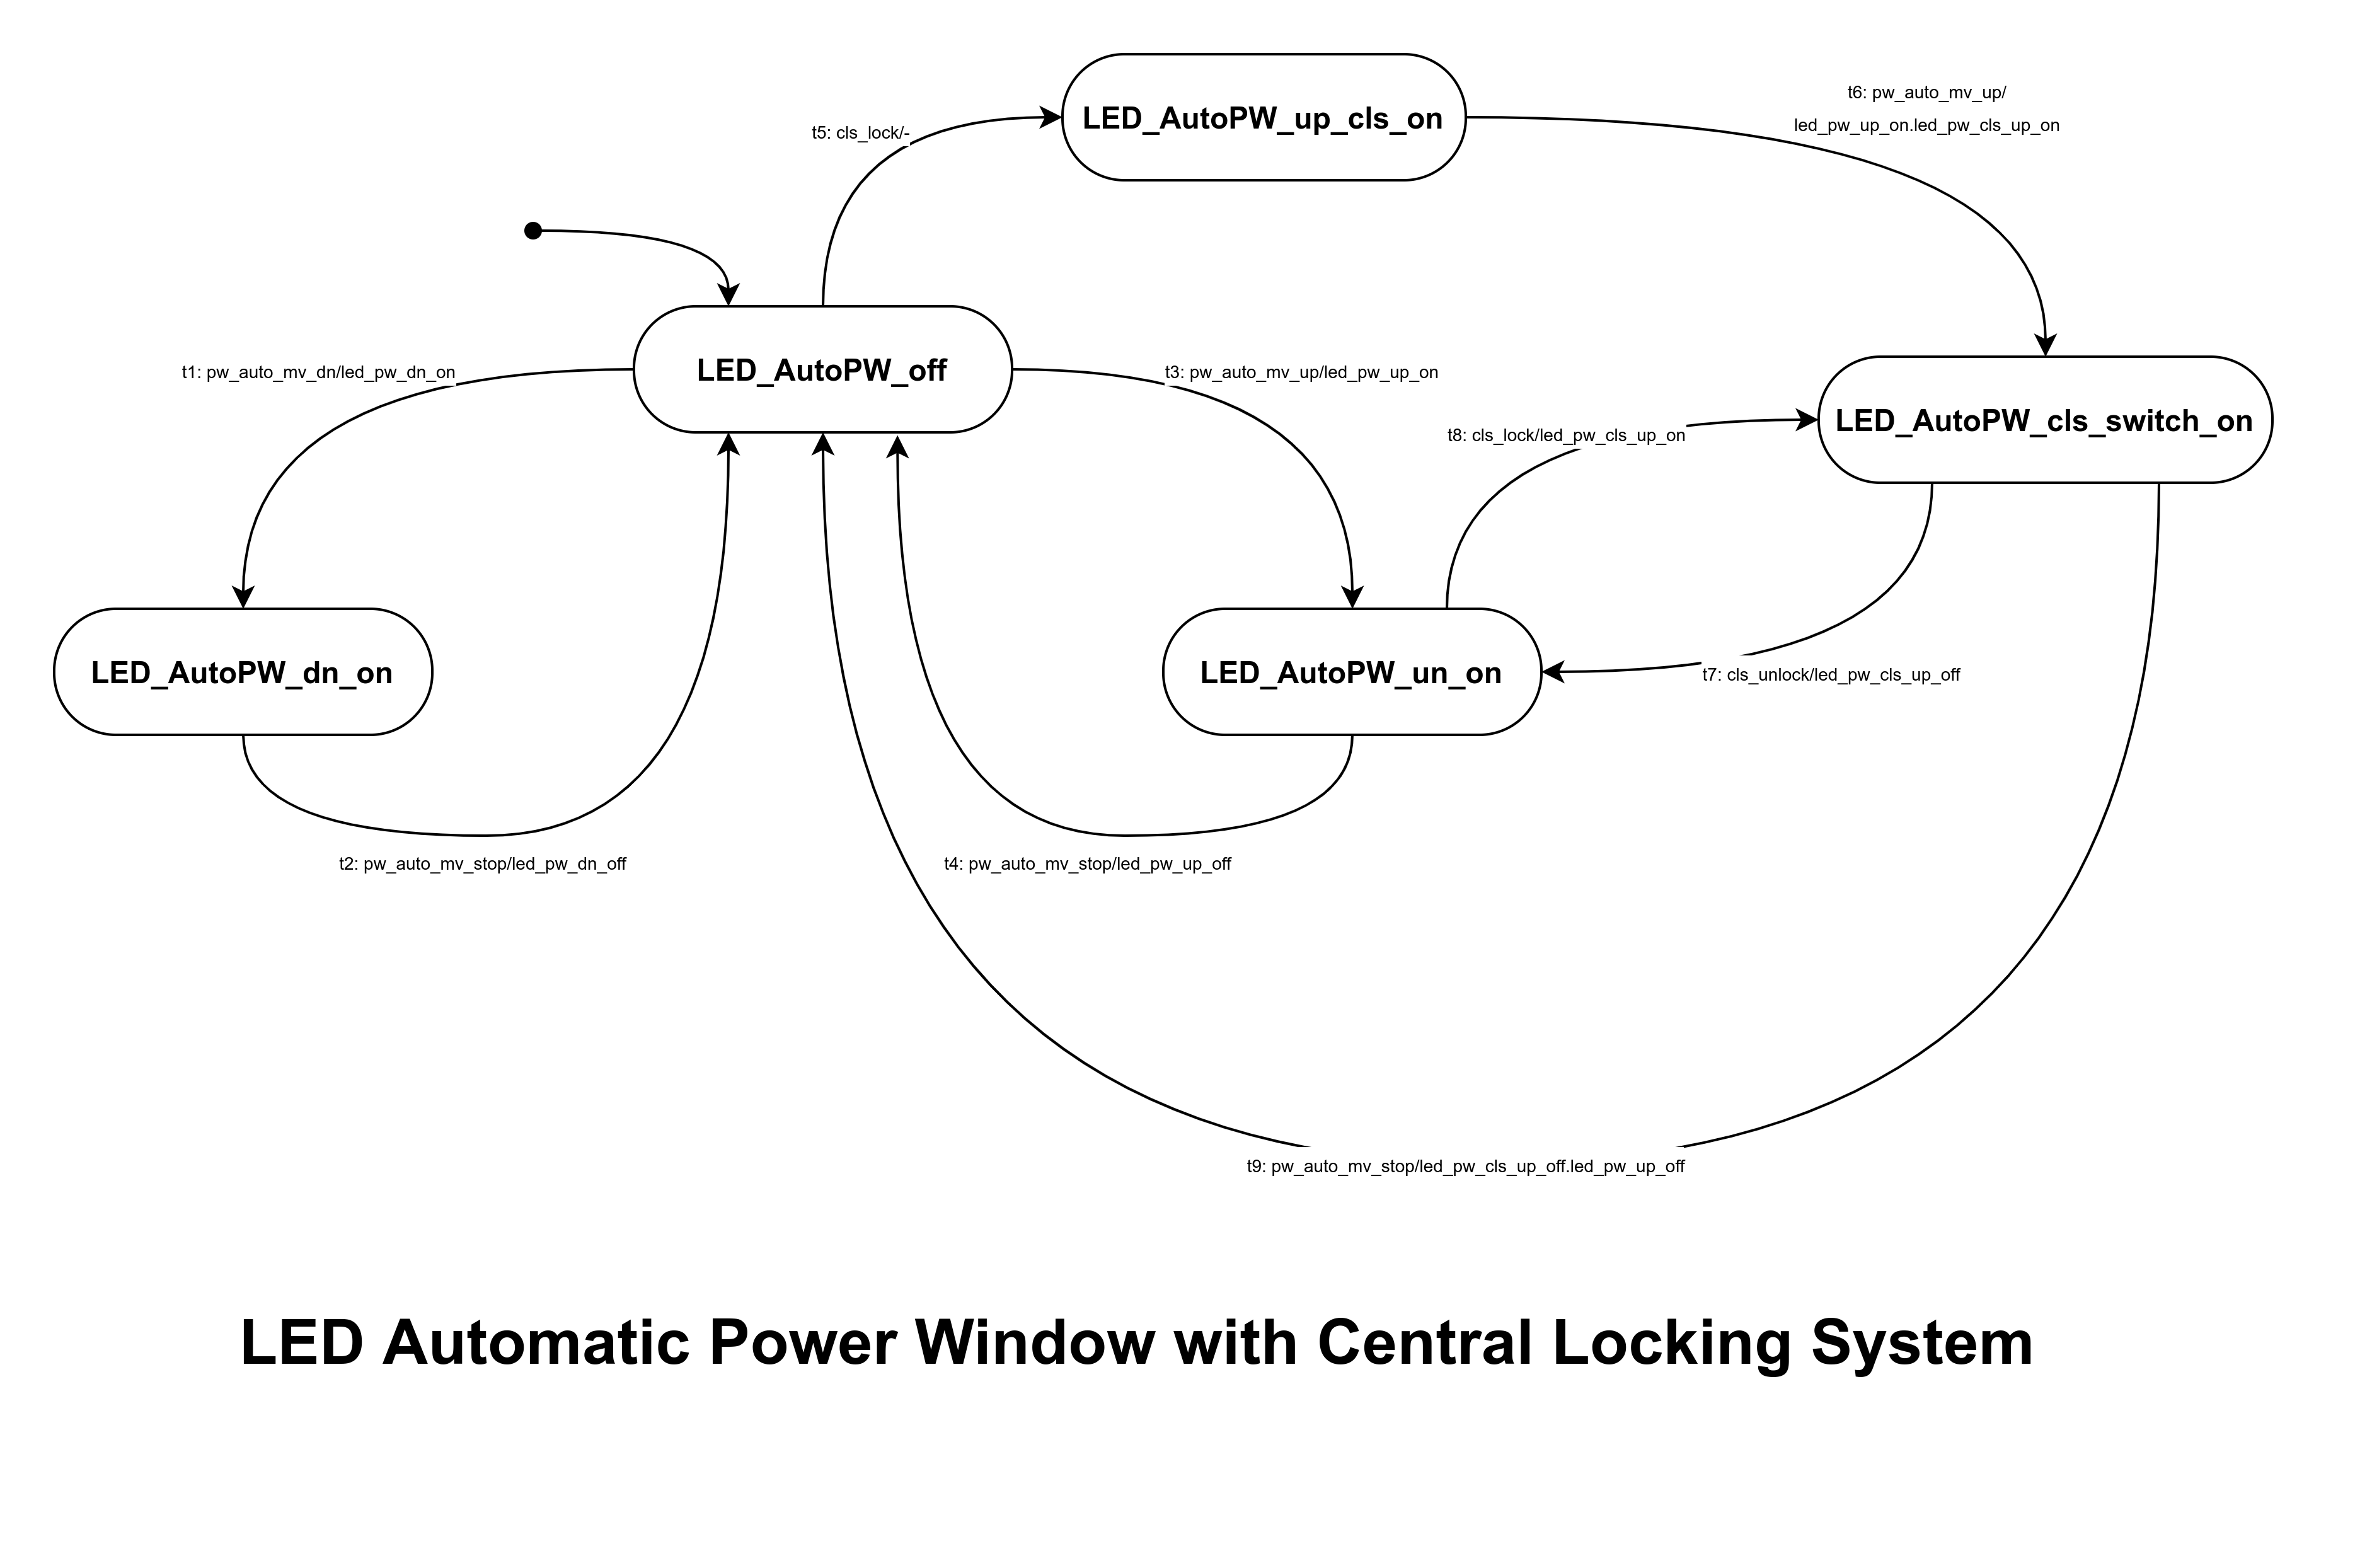 LED_AutoPW_up_cls_on
t6: pw_auto_mv_up/
led_pw_up_on.led_pw_cls_up_on
t5: cls_lock/-
LED_AutoPW_off
t1: pw_auto_mv_dn/led_pw_dn_on
t3: pw_auto_mv_up/led_pw_up_on
LED_AutoPW_cls_switch_on
t8: cls_lock/led_pw_cls_up_on
LED_AutoPW_dn_on
LED_AutoPW_un_on
t7: cls_unlock/led_pw_cls_up_off
t2: pw_auto_mv_stop/led_pw_dn_off
t4: pw_auto_mv_stop/led_pw_up_off
t9: pw_auto_mv_stop/led_pw_cls_up_off.led_pw_up_off
LED Automatic Power Window with Central Locking System